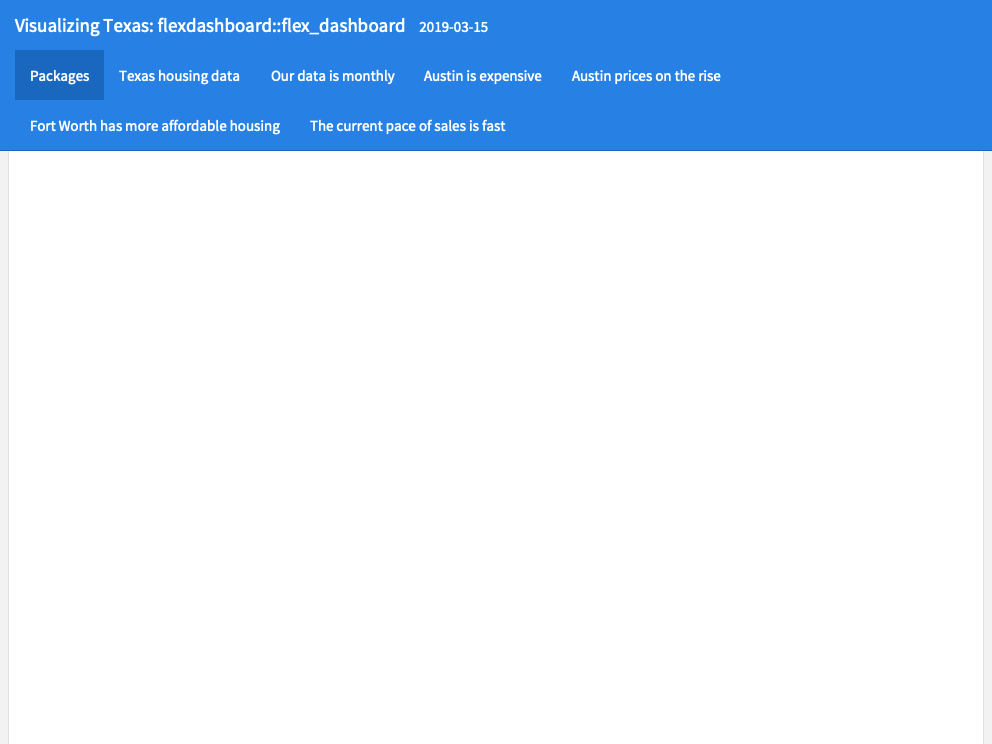 Visualizing Texas: flexdashboard::flex_dashboard 2019-03-15
Packages Texas housing data Our data is monthly Austin is expensive Austin prices on the rise
Fort Worth has more affordable housing The current pace of sales is fast